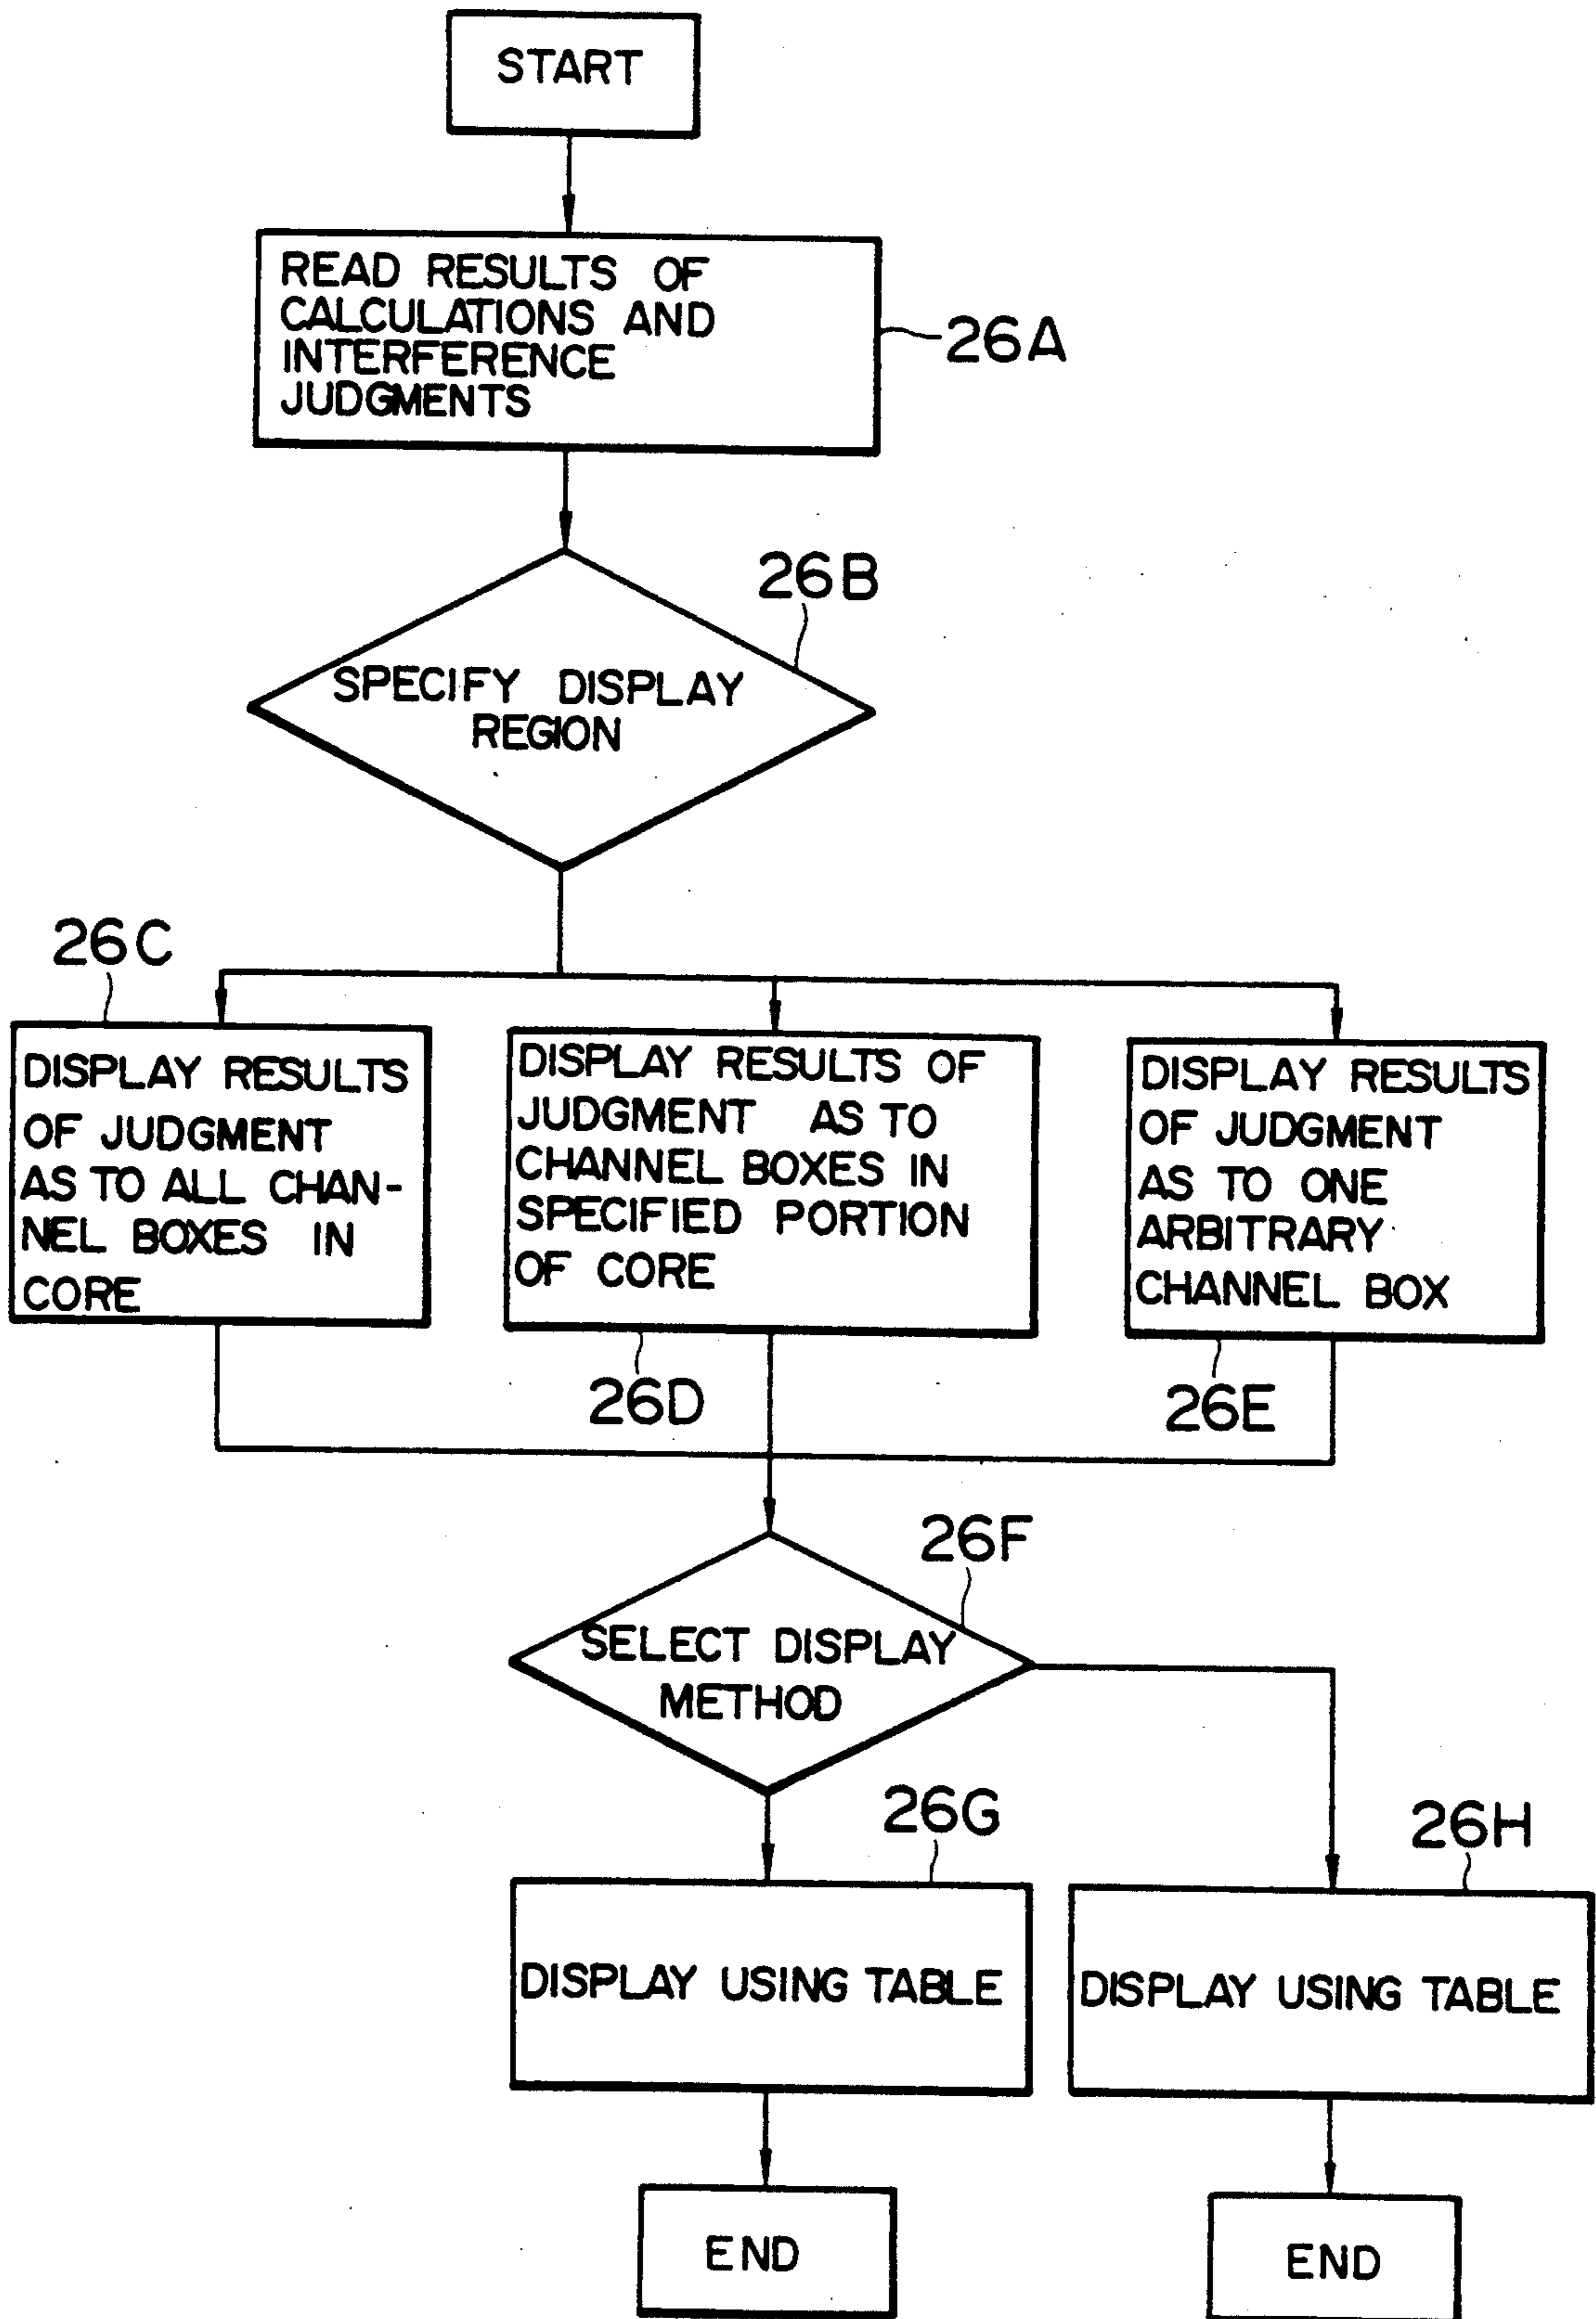 START
READ RESULTS OF
CALCULATIONS AND
INTERFERENCE
JUDGMENTS
26A
26B
SPECIFY DISPLAY
REGION
26C
DISPLAY RESULTS
OF JUDGMENT
AS TO ALL CHAN-
NEL BOXES IN
CORE
DISPLAY RESULTS OF
JUDGMENT AS TO
CHANNEL BOXES IN
SPECIFIED PORTION
OF CORE
26D
DISPLAY RESULTS
OF JUDGMENT
AS TO ONE
ARBITRARY
CHANNEL BOX
26E
26F
SELECT DISPLAY
METHOD
26G
DISPLAY USING TABLE
26H
DISPLAY USING TABLE
END
END